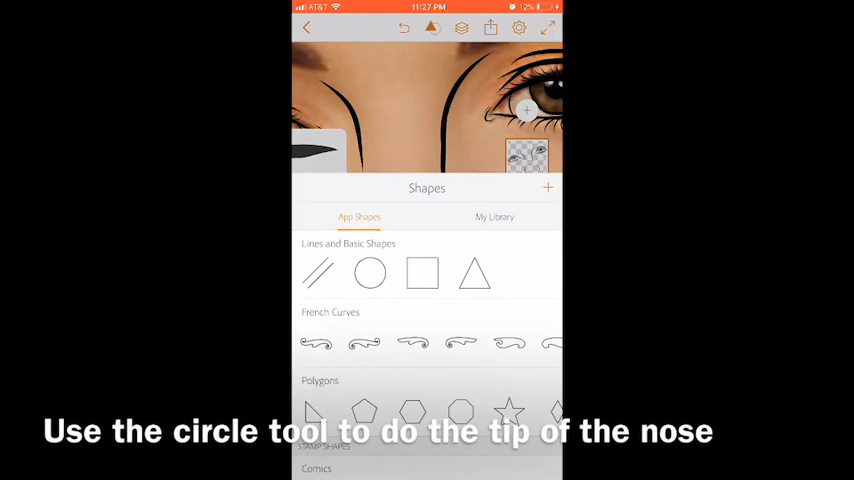 AT&T
11:27 PM
12%
Shapes
App Shapes
My Library
Lines and Basic Shapes
French Curves
Polygons
Use the circle tool to do the tip of the nose
STAMP SHAPES
Comics